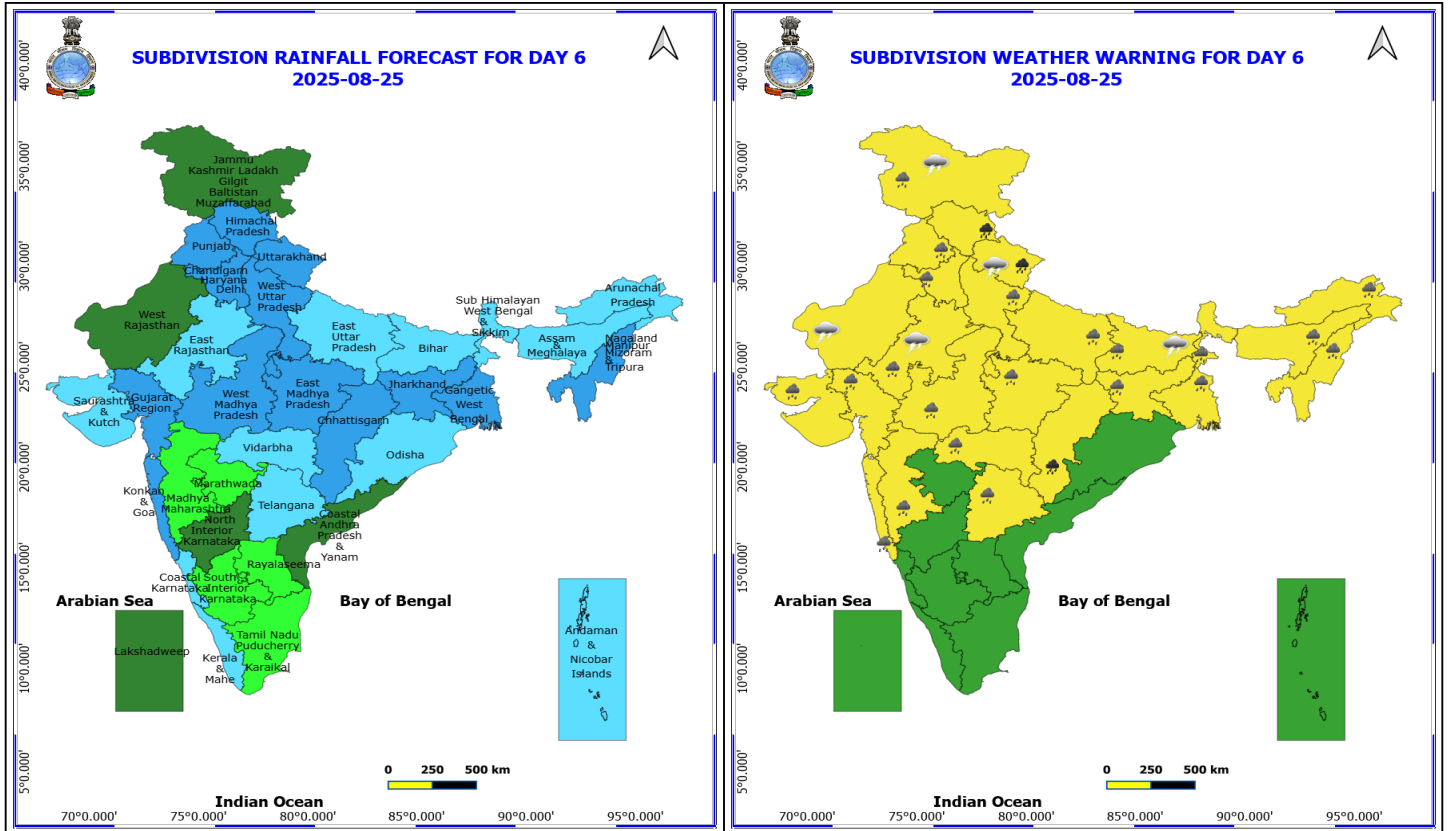 SUBDIVISION RAINFALL FORECAST FOR DAY 6
2025-08-25
40°0.000'
35°0.000'
30°0.000'
25°0.000'
20°0.000'
15°0.000'
10°0.000'
5°0.000'
Jammu
Kashmir Ladakh
Gilgit
Baltistan
Muzaffarabad
Himachal
Pradesh
Punjab
Uttarakhand
Chandigarh
Haryana
Delhi
West
Uttar
Pradesh
West
Rajasthan
East
Rajasthan
East
Uttar
Pradesh
Bihar
Sub Himalayan
West Bengal
&
Sikkim
Arunachal
Pradesh
Assam
&
Meghalaya
Nagaland
Manipur
Mizoram
&
Tripura
Saurashtra
&
Kutch
Gujarat
Region
West
Madhya
Pradesh
East
Madhya
Pradesh
Jharkhand
Gangetic
West
Bengal
Chhattisgarh
Vidarbha
Odisha
Konkan
&
Goa
Madhya
Maharashtra
Marathwada
Telangana
North
Interior
Karnataka
Coastal
Andhra
Pradesh
&
Yanam
Rayalaseema
Coastal
Karnataka
South
Interior
Karnataka
Tamil Nadu
Puducherry
&
Karaikal
Kerala
&
Mahe
Arabian Sea
Bay of Bengal
Lakshadweep
Andaman
&
Nicobar
Islands
0 250 500 km
Indian Ocean
70°0.000' 75°0.000' 80°0.000' 85°0.000' 90°0.000' 95°0.000'
SUBDIVISION WEATHER WARNING FOR DAY 6
2025-08-25
40°0.000'
35°0.000'
30°0.000'
25°0.000'
20°0.000'
15°0.000'
10°0.000'
5°0.000'
Arabian Sea
Bay of Bengal
0 250 500 km
Indian Ocean
70°0.000' 75°0.000' 80°0.000' 85°0.000' 90°0.000' 95°0.000'